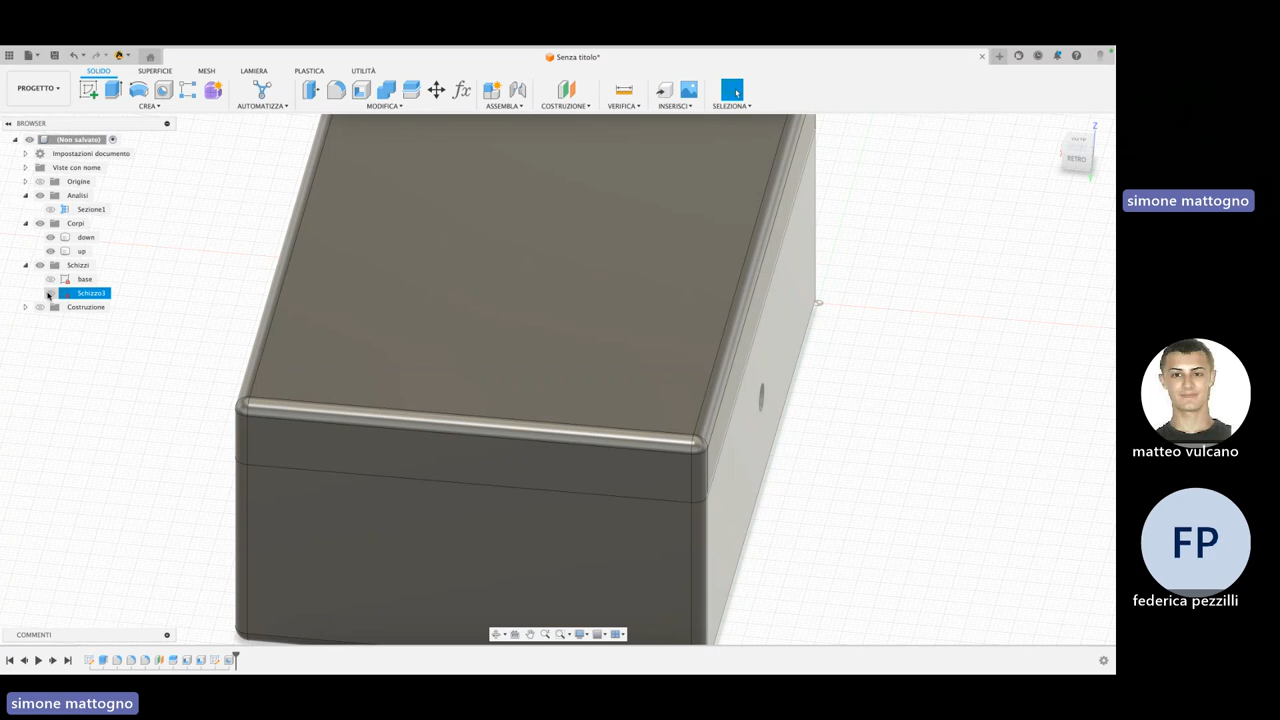 Senza titolo*
PROGETTO
SOLIDO
SUPERFICIE
MESH
LAMIERA
PLASTICA
UTILITÀ
CREA
AUTOMATIZZA
MODIFICA
fx
ASSEMBLA
COSTRUZIONE
VERIFICA
INSERISCI
SELEZIONA
BROWSER
(Non salvato)
Impostazioni documento
Viste con nome
Origine
Analisi
Sezione1
Corpi
down
up
Schizzi
base
Schizzo3
Costruzione
Z
RETRO
COMMENTI
simone mattogno
matteo vulcano
FP
federica pezzilli
simone mattogno